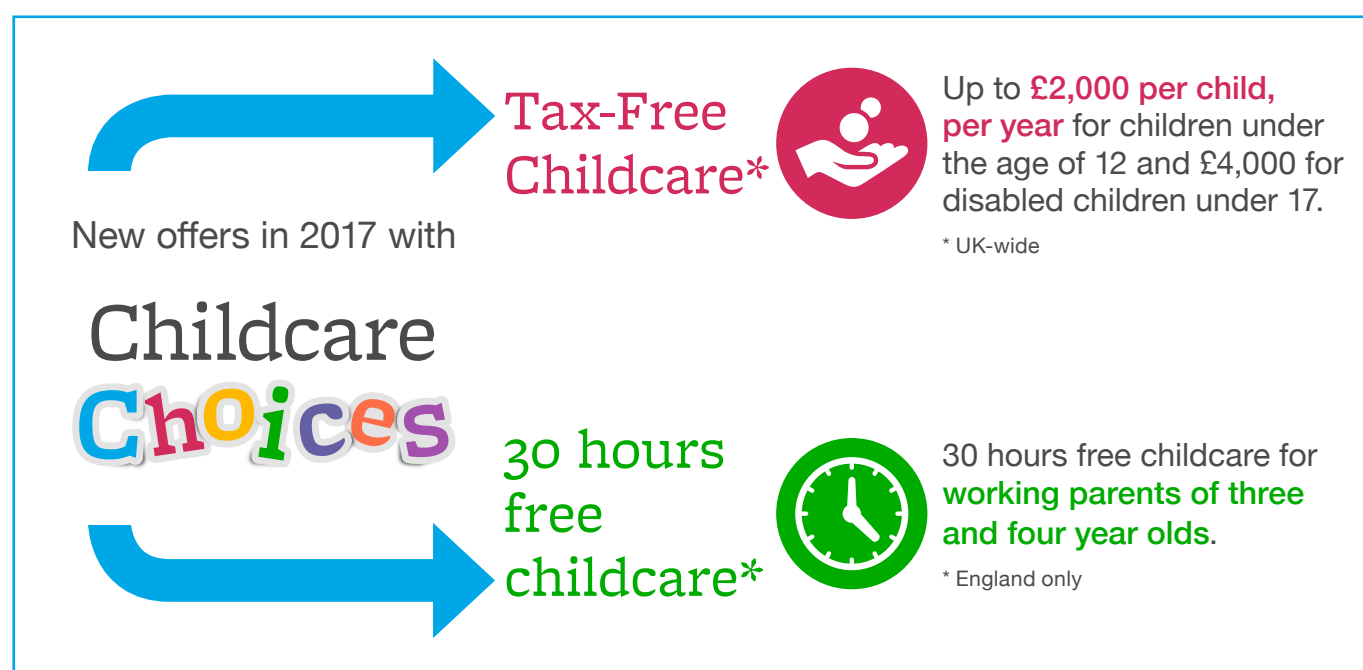 New offers in 2017 with
Childcare
Choices
Tax-Free
Childcare*
Up to £2,000 per child,
per year for children under
the age of 12 and £4,000 for
disabled children under 17.
* UK-wide
30 hours
free
childcare*
30 hours free childcare for
working parents of three
and four year olds.
* England only